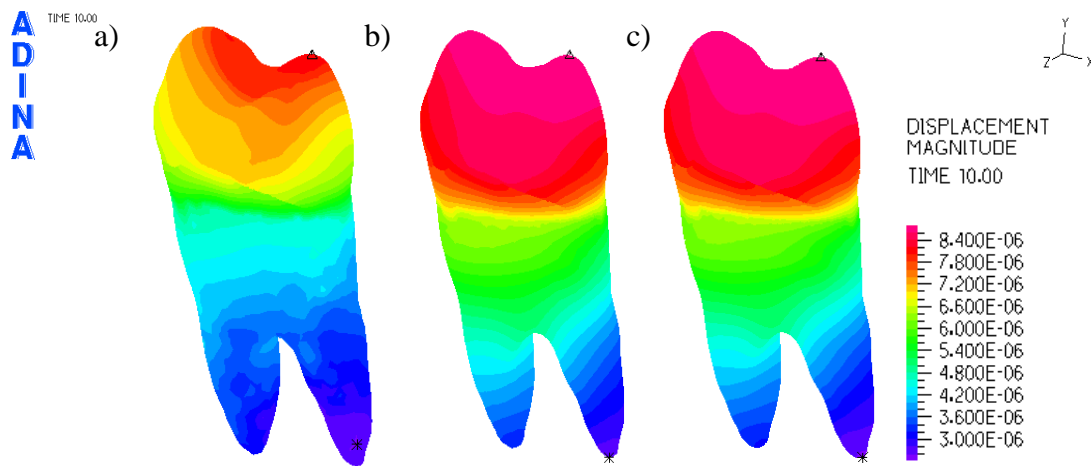 ADINA
TIME 10.00
a)
b)
c)
Y
Z X
DISPLACEMENT
MAGNITUDE
TIME 10.00
8.400E-06
7.800E-06
7.200E-06
6.600E-06
6.000E-06
5.400E-06
4.800E-06
4.200E-06
3.600E-06
3.000E-06